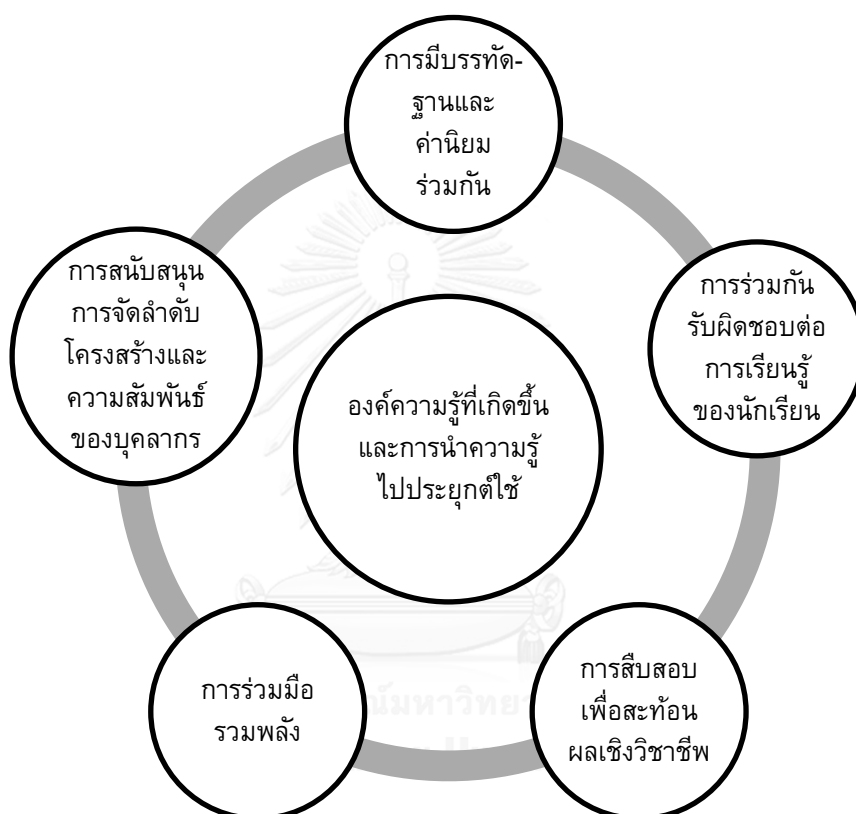 การมีบรรทัด-
ฐานและ
ค่านิยม
ร่วมกัน
การสนับสนุน
การจัดลำดับ
โครงสร้างและ
ความสัมพันธ์
ของบุคลากร
การร่วมกัน
รับผิดชอบต่อ
การเรียนรู้
ของนักเรียน
องค์ความรู้ที่เกิดขึ้น
และการนำความรู้
ไปประยุกต์ใช้
การร่วมมือ
รวมพลัง
การสืบสอบ
เพื่อสะท้อน
ผลเชิงวิชาชีพ